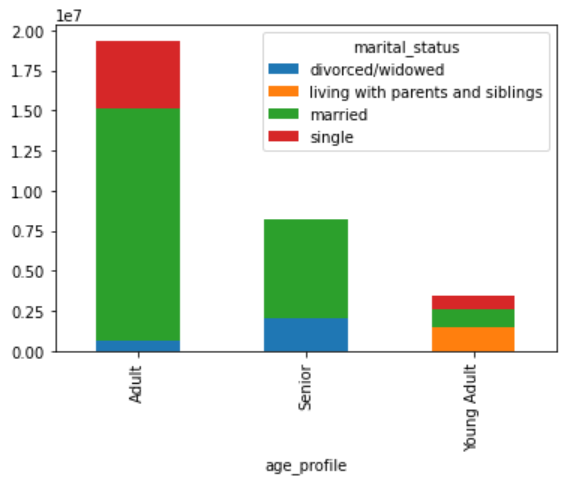 1e7
2.00
1.75
1.50
1.25
1.00
0.75
0.50
0.25
0.00
marital_status
divorced/widowed
living with parents and siblings
married
single
Adult
Senior
Young Adult
age_profile